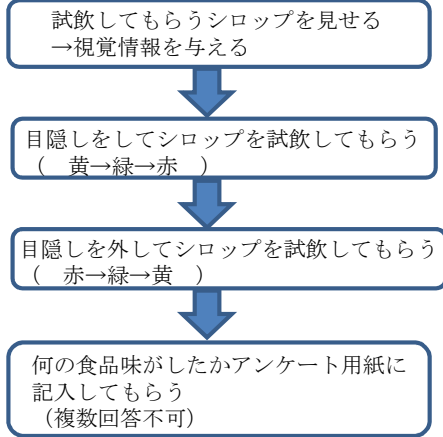 試飲してもらうシロップを見せる
→視覚情報を与える
目隠しをしてシロップを試飲してもらう
（　黄→緑→赤　）
目隠しを外してシロップを試飲してもらう
（　赤→緑→黄　）
何の食品味がしたかアンケート用紙に
記入してもらう
（複数回答不可）